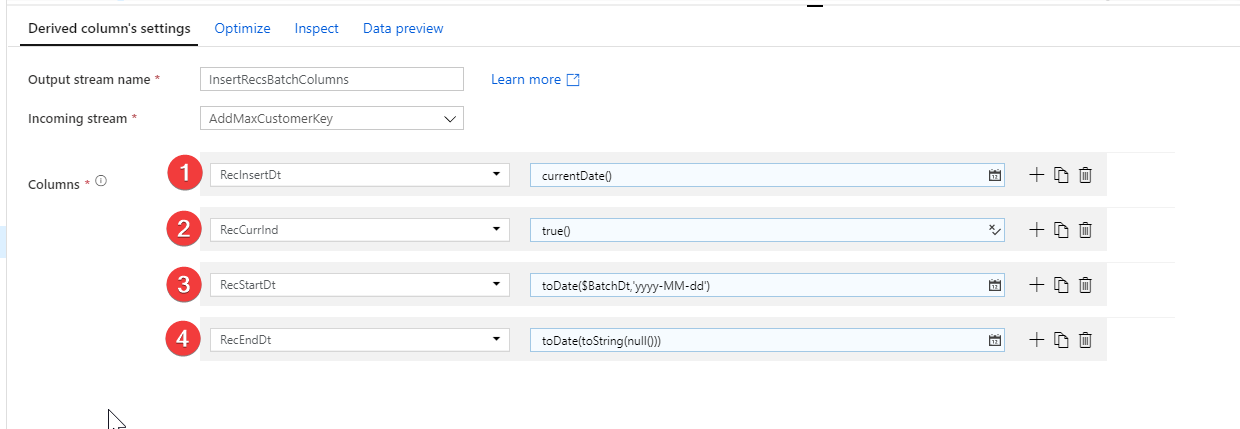 Derived column's settings Optimize Inspect Data preview
Output stream name * InsertRecsBatchColumns Learn more
Incoming stream * AddMaxCustomerKey
Columns * 1 RecInsertDt currentDate()
2 RecCurrInd true()
3 RecStartDt toDate($BatchDt,'yyyy-MM-dd')
4 RecEndDt toDate(toString(null()))